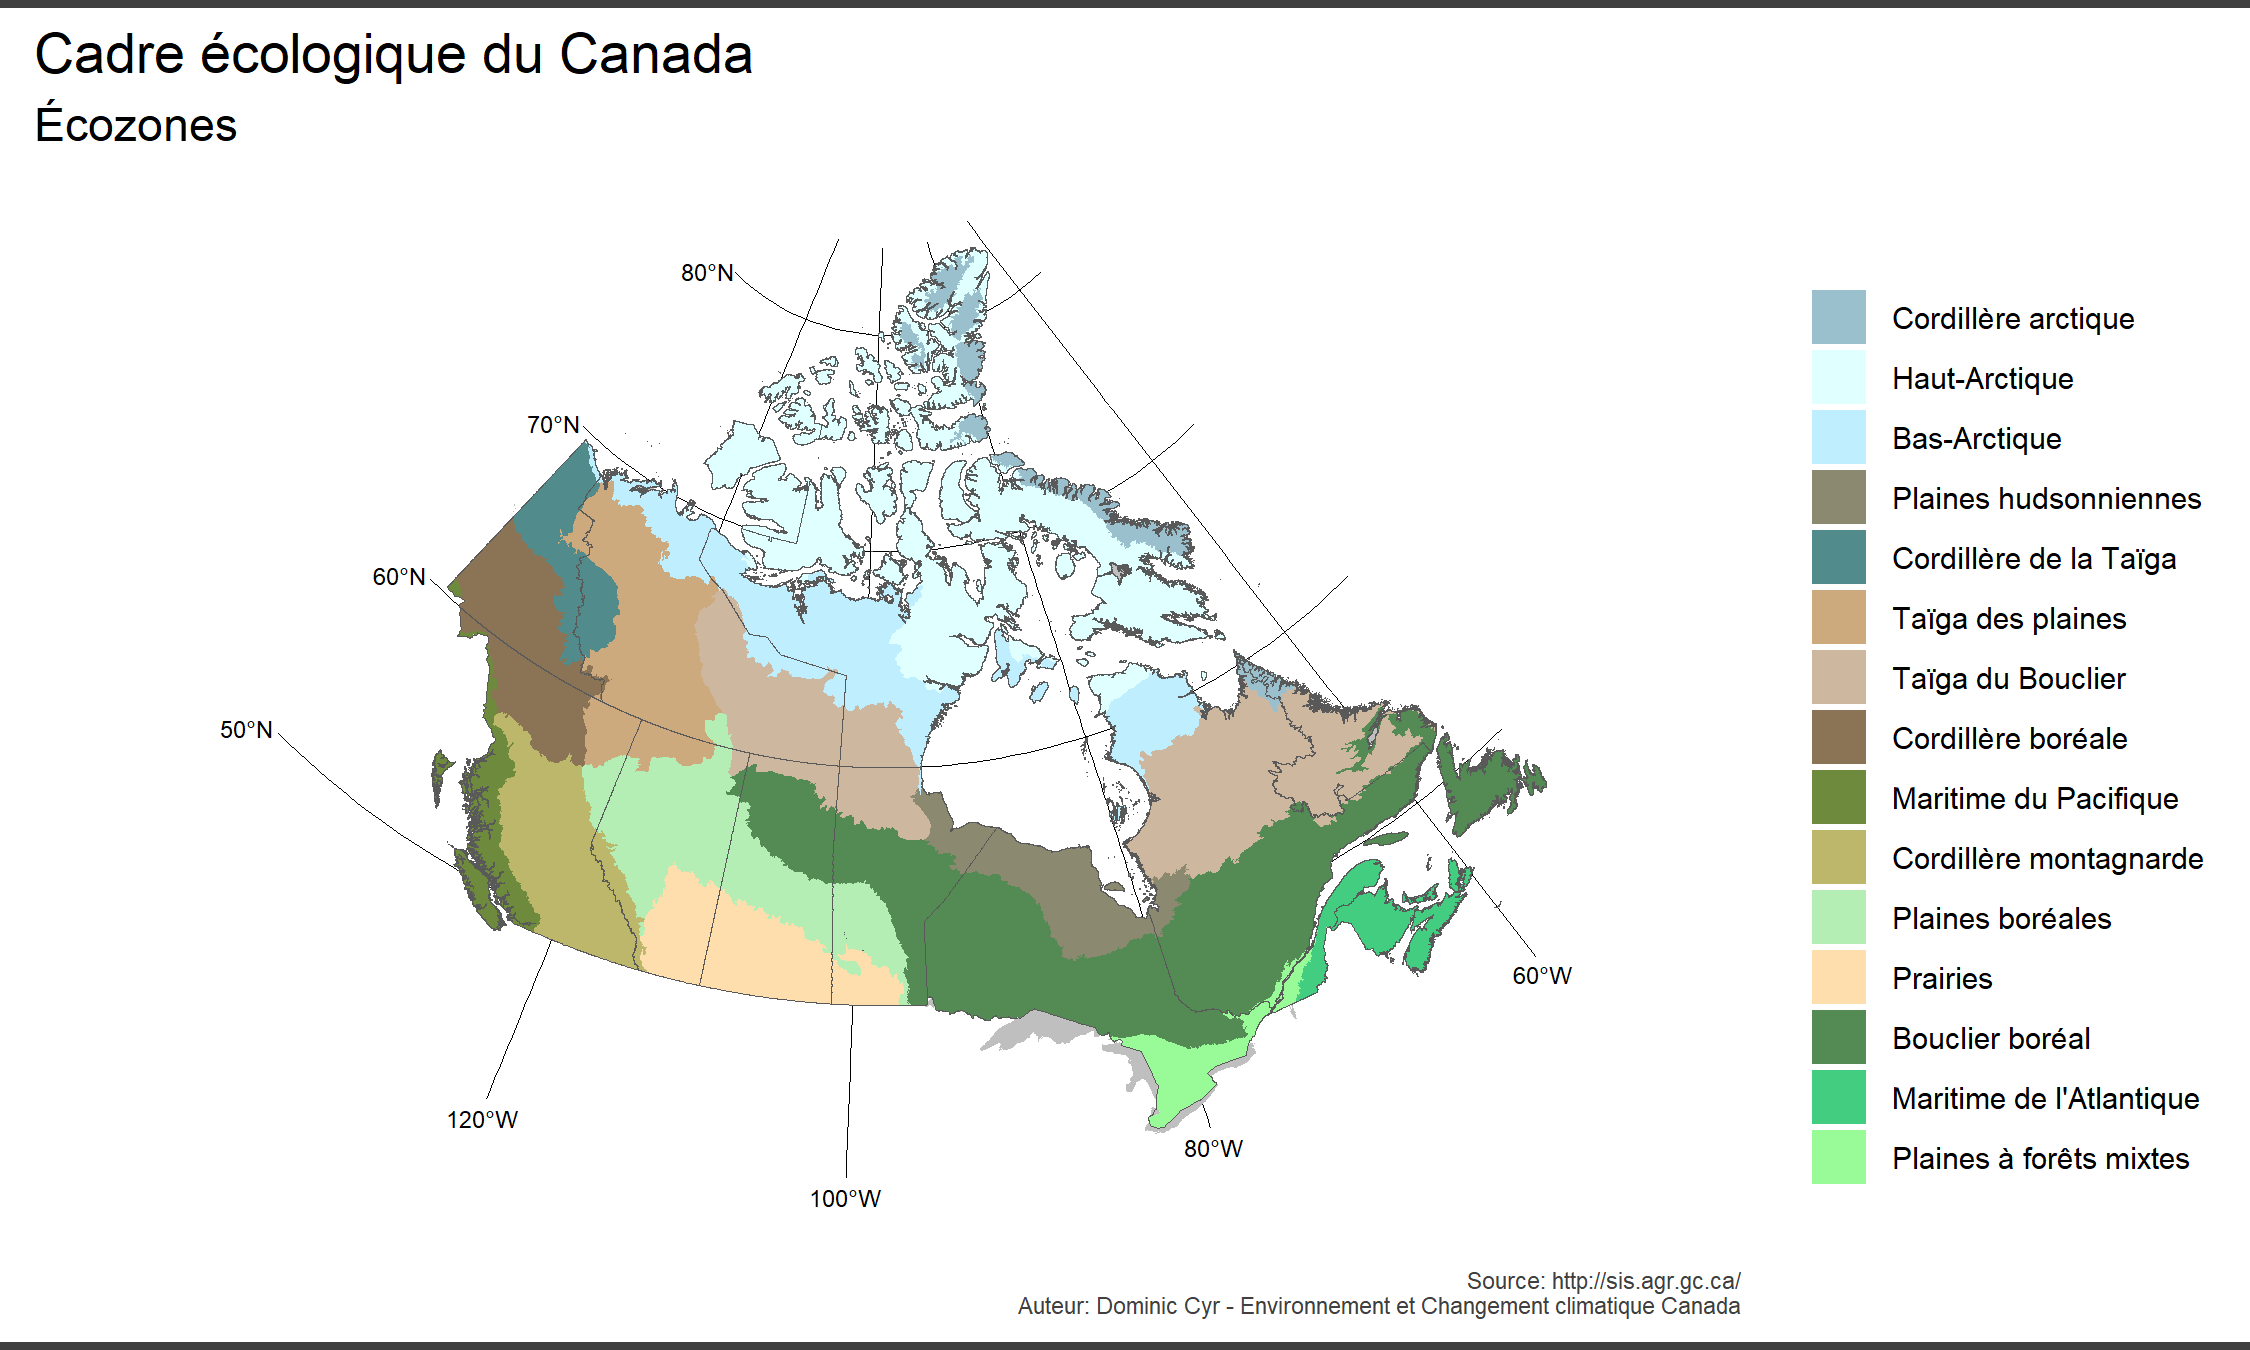 Cadre écologique du Canada
Écozones
80°N
70°N
60°N
50°N
120°W
100°W
80°W
60°W
Cordillère arctique
Haut-Arctique
Bas-Arctique
Plaines hudsonniennes
Cordillère de la Taïga
Taïga des plaines
Taïga du Bouclier
Cordillère boréale
Maritime du Pacifique
Cordillère montagnarde
Plaines boréales
Prairies
Bouclier boréal
Maritime de l'Atlantique
Plaines à forêts mixtes
Source: http://sis.agr.gc.ca/
Auteur: Dominic Cyr - Environnement et Changement climatique Canada